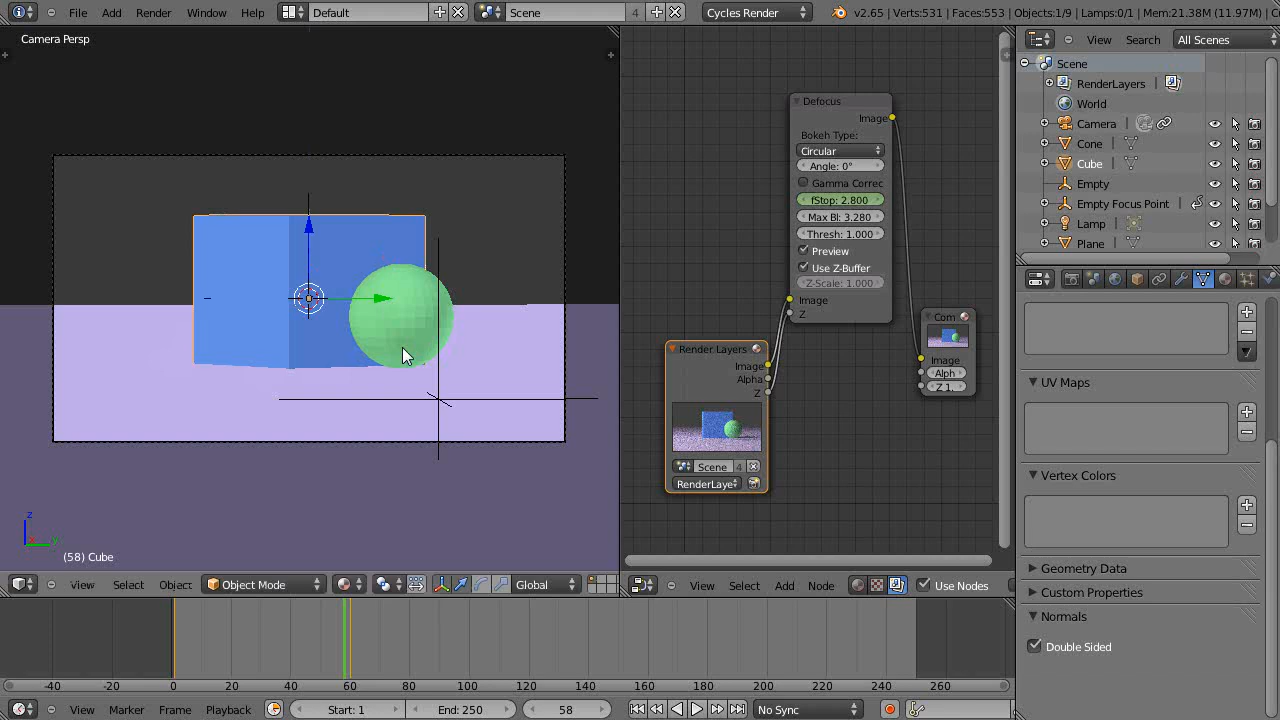 File Add Render Window Help Default Scene 4 Cycles Render v2.65 | Verts:531 | Faces:553 | Objects:1/9 | Lamps:0/1 | Mem:21.38M (11.97M) |
Camera Persp
(58) Cube
z
x
y
View Select Object Object Mode Global
Defocus
Image
Bokeh Type:
Circular
Angle: 0°
Gamma Correc
fStop: 2.800
Max Bl: 3.280
Thresh: 1.000
Preview
Use Z-Buffer
Z-Scale: 1.000
Image
Z
Render Layers
Image
Alpha
Z
Scene 4
RenderLaye
Com
Image
Alph
Z 1...
View Select Add Node Use Nodes
View Search All Scenes
Scene
RenderLayers
World
Camera
Cone
Cube
Empty
Empty Focus Point
Lamp
Plane
UV Maps
Vertex Colors
Geometry Data
Custom Properties
Normals
Double Sided
-40 -20 0 20 40 60 80 100 120 140 160 180 200 220 240 260
View Marker Frame Playback Start: 1 End: 250 58 No Sync